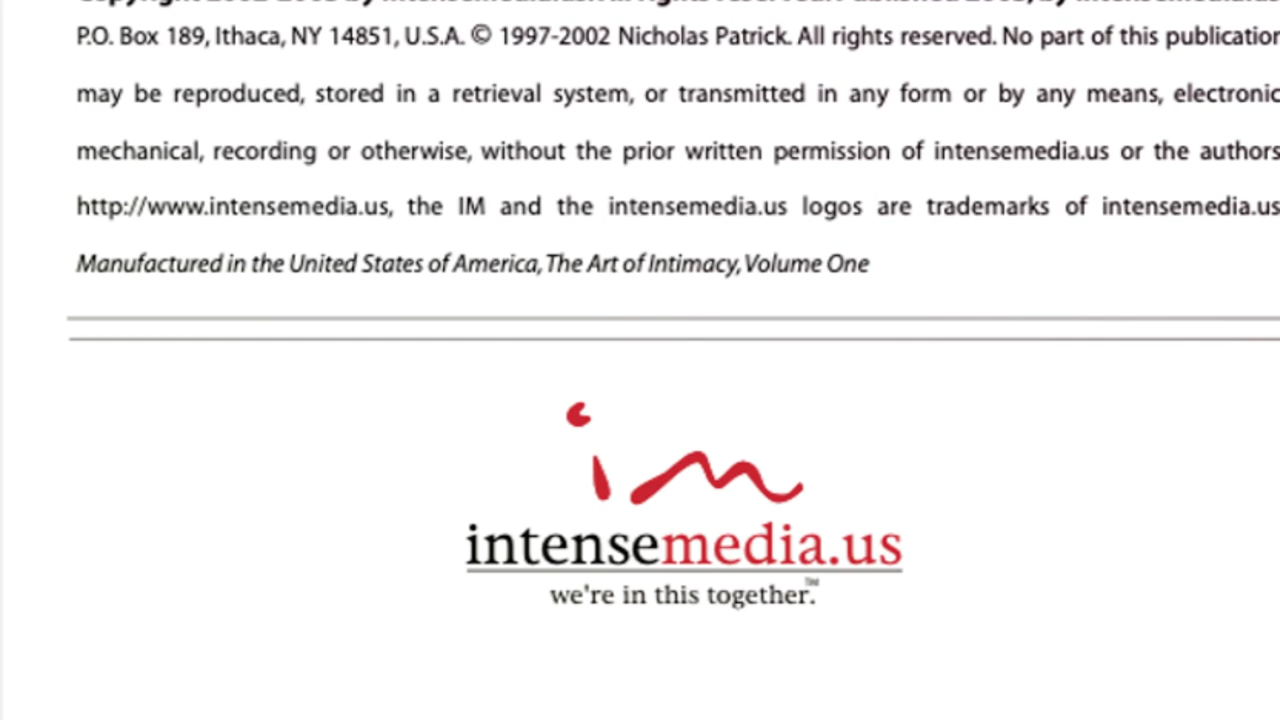 P.O. Box 189, Ithaca, NY 14851, U.S.A. © 1997-2002 Nicholas Patrick. All rights reserved. No part of this publication
may be reproduced, stored in a retrieval system, or transmitted in any form or by any means, electronic
mechanical, recording or otherwise, without the prior written permission of intensemedia.us or the authors
http://www.intensemedia.us, the IM and the intensemedia.us logos are trademarks of intensemedia.us
Manufactured in the United States of America, The Art of Intimacy, Volume One
im
intensemedia.us
we're in this together.™